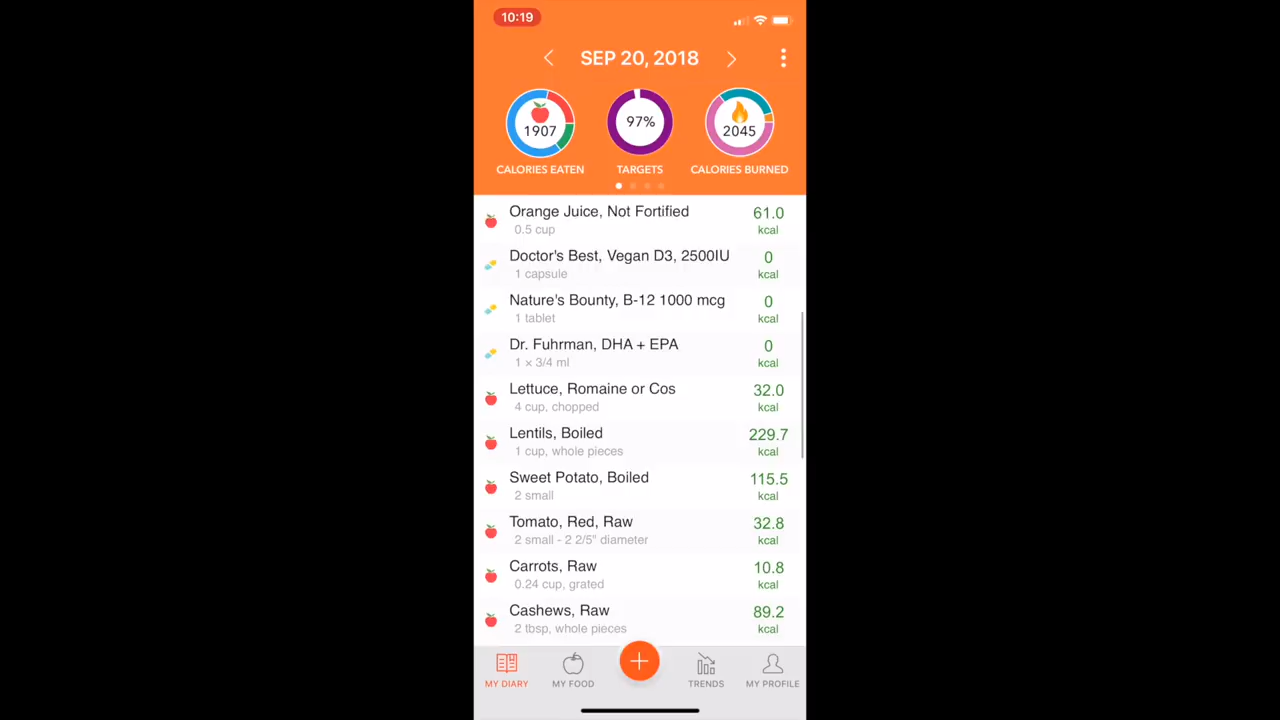 10:19
SEP 20, 2018
1907
97%
2045
CALORIES EATEN
TARGETS
CALORIES BURNED
Orange Juice, Not Fortified
61.0
0.5 cup
kcal
Doctor's Best, Vegan D3, 2500IU
0
1 capsule
kcal
Nature's Bounty, B-12 1000 mcg
0
1 tablet
kcal
Dr. Fuhrman, DHA + EPA
0
1 × 3/4 ml
kcal
Lettuce, Romaine or Cos
32.0
4 cup, chopped
kcal
Lentils, Boiled
229.7
1 cup, whole pieces
kcal
Sweet Potato, Boiled
115.5
2 small
kcal
Tomato, Red, Raw
32.8
2 small - 2 2/5" diameter
kcal
Carrots, Raw
10.8
0.24 cup, grated
kcal
Cashews, Raw
89.2
2 tbsp, whole pieces
kcal
MY DIARY
MY FOOD
TRENDS
MY PROFILE